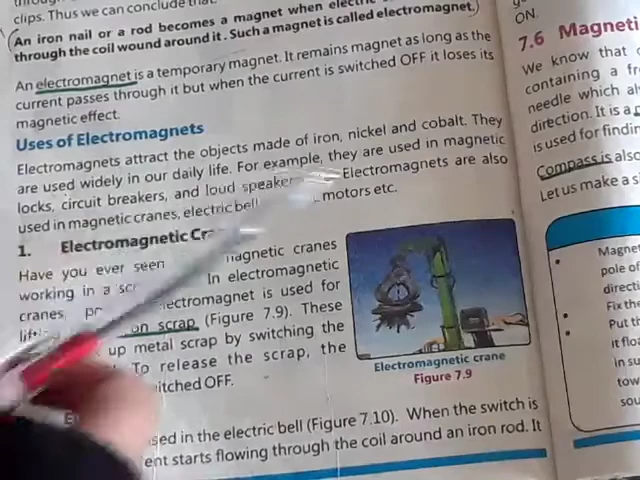 clips. Thus we can conclude that
An iron nail or a rod becomes a magnet when electric
through the coil wound around it. Such a magnet is called electromagnet.
An electromagnet is a temporary magnet. It remains magnet as long as the
current passes through it but when the current is switched OFF it loses its
magnetic effect.
Uses of Electromagnets
Electromagnets attract the objects made of iron, nickel and cobalt. They
are used widely in our daily life. For example, they are used in magnetic
locks, circuit breakers, and loud speakers Electromagnets are also
used in magnetic cranes, electric bell motors etc.
1. Electromagnetic Cra
Have you ever seen magnetic cranes
working in a In electromagnetic
cranes, electromagnet is used for
on scrap (Figure 7.9). These
up metal scrap by switching the
To release the scrap, the
itched OFF.
Electromagnetic crane
Figure 7.9
sed in the electric bell (Figure 7.10). When the switch is
ent starts flowing through the coil around an iron rod. It
ON.
7.6 Magneti
We know that
containing a fr
needle which al
direction. It is a
is used for findin
Compass is also
Let us make a si
Magne
pole of
directi
Fix the
Put th
it flo
in su
tow
sou